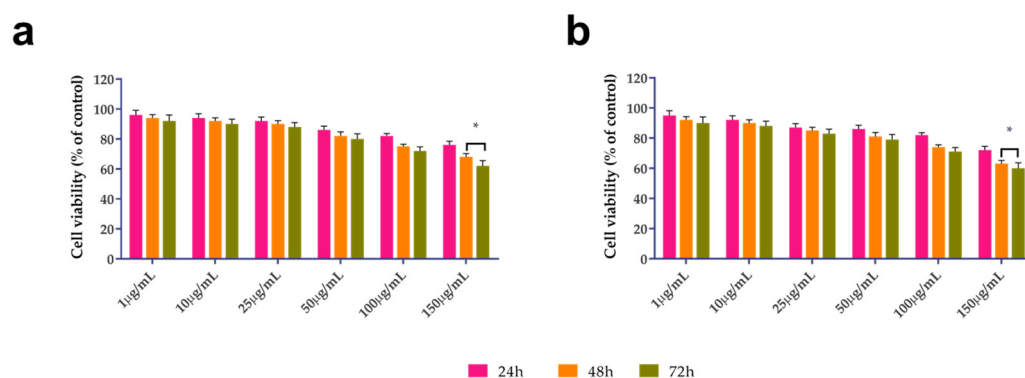 a
b
Cell viability (% of control)
120
100
80
60
40
20
0
*
1µg/mL
10µg/mL
25µg/mL
50µg/mL
100µg/mL
150µg/mL
Cell viability (% of control)
120
100
80
60
40
20
0
*
1µg/mL
10µg/mL
25µg/mL
50µg/mL
100µg/mL
150µg/mL
24h
48h
72h